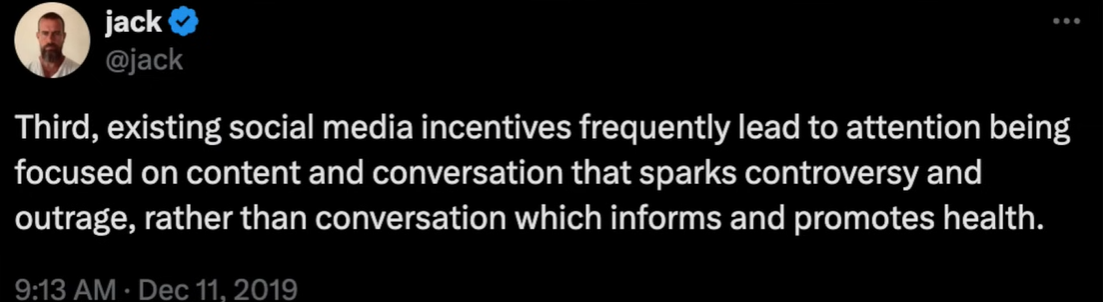 jack
@jack
Third, existing social media incentives frequently lead to attention being
focused on content and conversation that sparks controversy and
outrage, rather than conversation which informs and promotes health.
9:13 AM · Dec 11, 2019